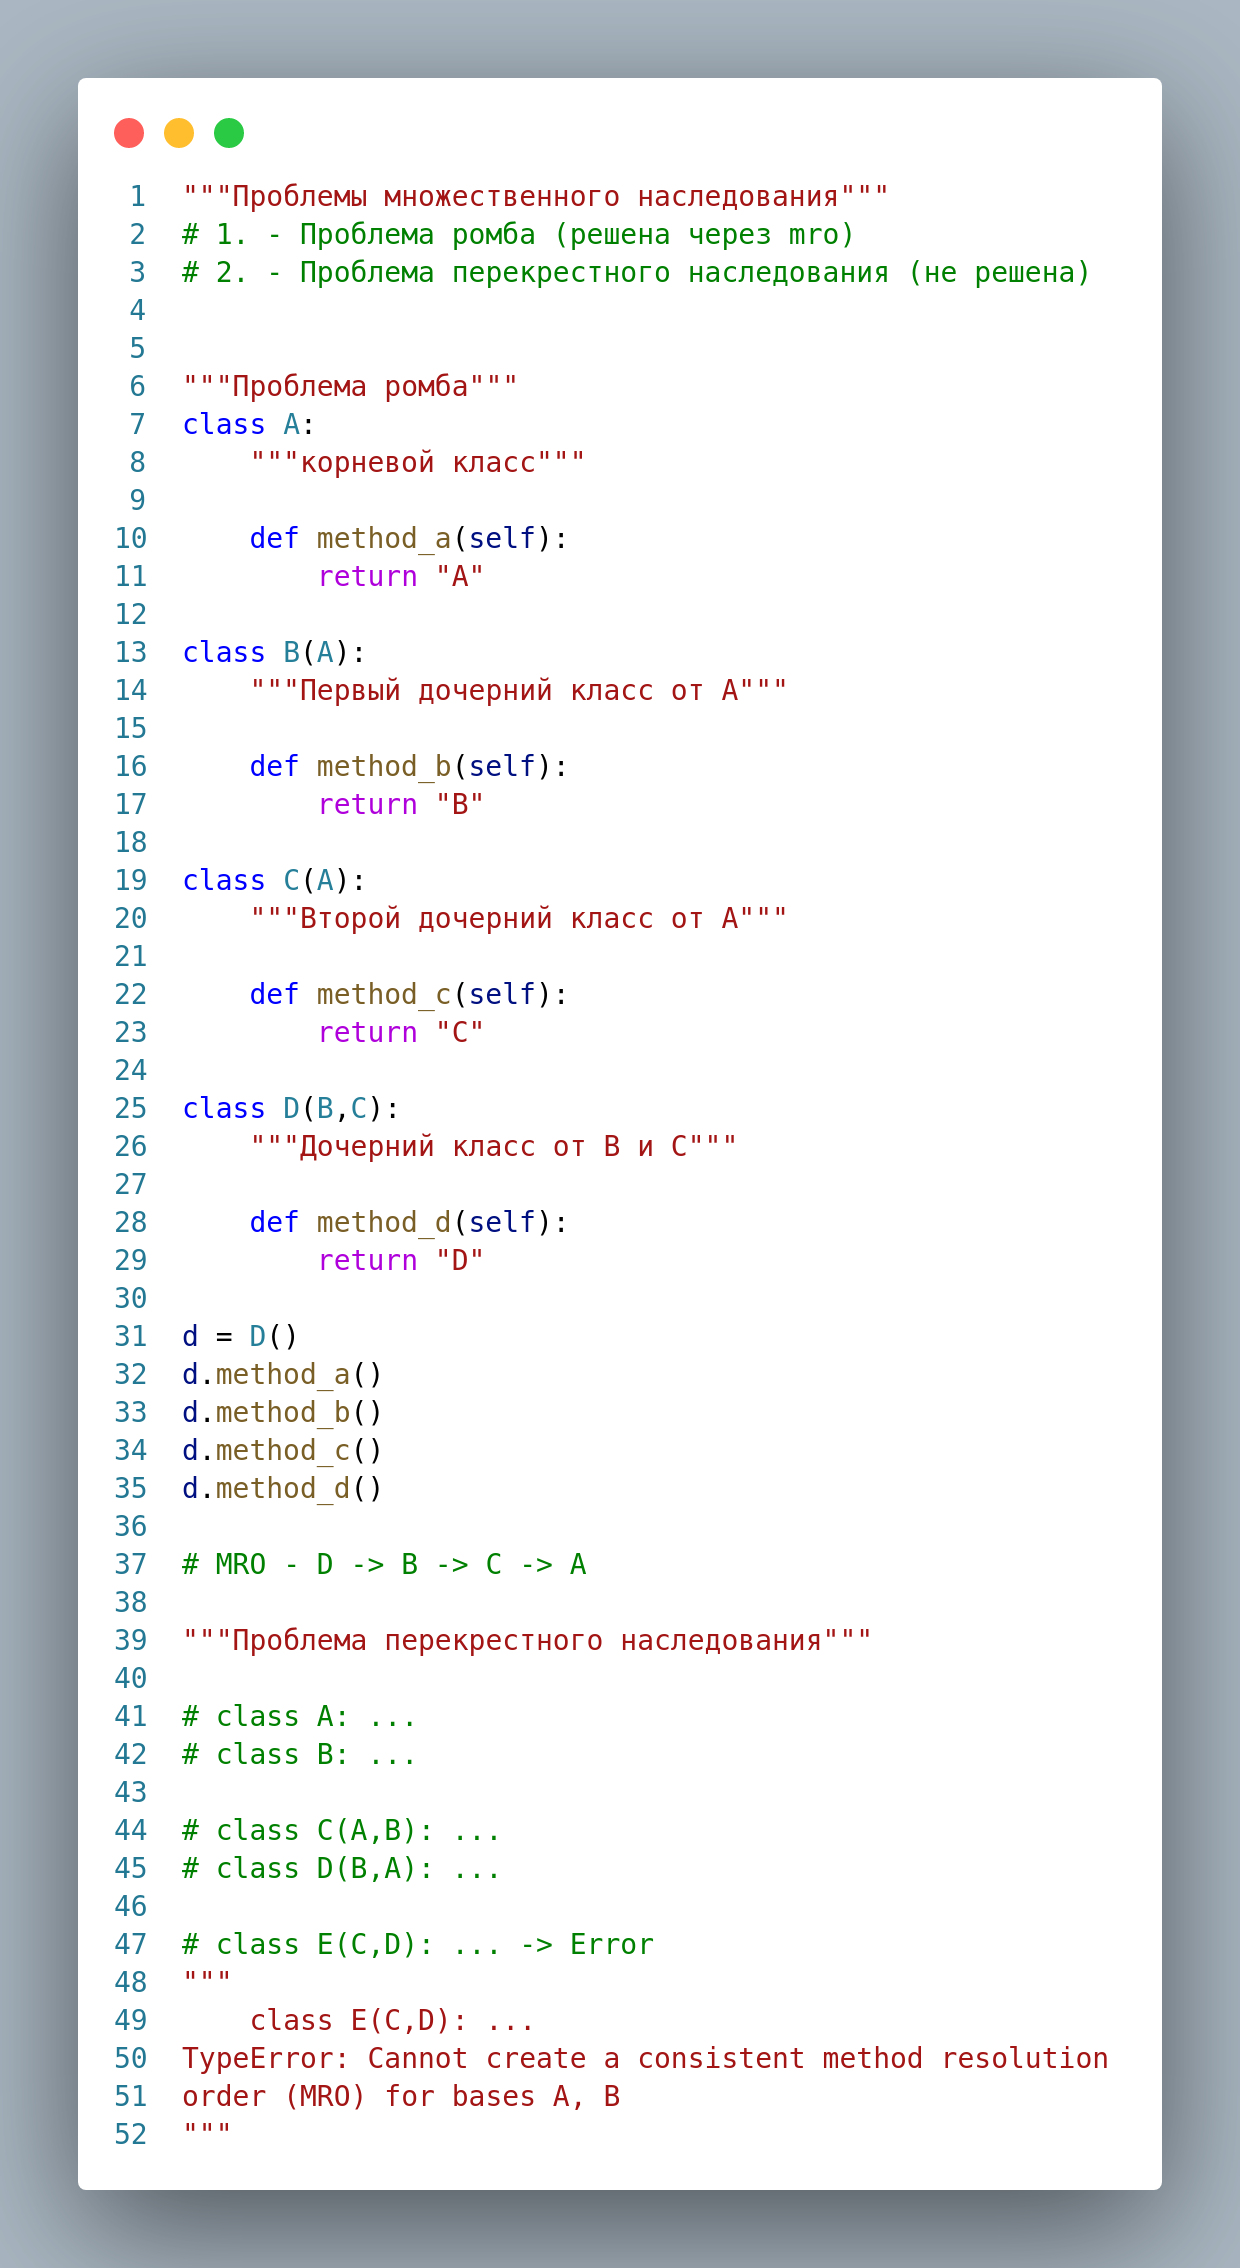 1 """Проблемы множественного наследования"""
2 # 1. - Проблема ромба (решена через mro)
3 # 2. - Проблема перекрестного наследования (не решена)
4
5
6 """Проблема ромба"""
7 class A:
8     """корневой класс"""
9
10     def method_a(self):
11         return "A"
12
13 class B(A):
14     """Первый дочерний класс от A"""
15
16     def method_b(self):
17         return "B"
18
19 class C(A):
20     """Второй дочерний класс от A"""
21
22     def method_c(self):
23         return "C"
24
25 class D(B,C):
26     """Дочерний класс от B и C"""
27
28     def method_d(self):
29         return "D"
30
31 d = D()
32 d.method_a()
33 d.method_b()
34 d.method_c()
35 d.method_d()
36
37 # MRO - D -> B -> C -> A
38
39 """Проблема перекрестного наследования"""
40
41 # class A: ...
42 # class B: ...
43
44 # class C(A,B): ...
45 # class D(B,A): ...
46
47 # class E(C,D): ... -> Error
48 """
49     class E(C,D): ...
50 TypeError: Cannot create a consistent method resolution
51 order (MRO) for bases A, B
52 """